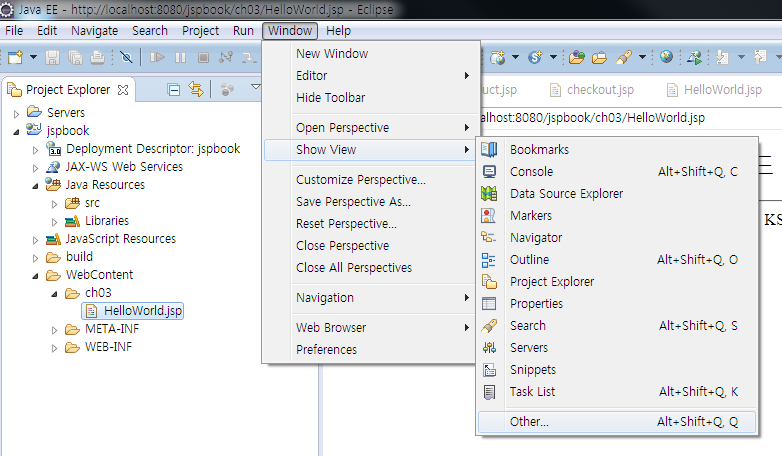 Java EE - http://localhost:8080/jspbook/ch03/HelloWorld.jsp - Eclipse
File Edit Navigate Search Project Run Window Help
Project Explorer
Servers
jspbook
Deployment Descriptor: jspbook
3.0
JAX-WS Web Services
Java Resources
src
Libraries
JavaScript Resources
build
WebContent
ch03
HelloWorld.jsp
META-INF
WEB-INF
New Window
Editor
Hide Toolbar
Open Perspective
Show View
Customize Perspective...
Save Perspective As...
Reset Perspective...
Close Perspective
Close All Perspectives
Navigation
Web Browser
Preferences
uct.jsp checkout.jsp HelloWorld.jsp
alhost:8080/jspbook/ch03/HelloWorld.jsp
Bookmarks
Console Alt+Shift+Q, C
Data Source Explorer
Markers
Navigator
Outline Alt+Shift+Q, O
Project Explorer
Properties
Search Alt+Shift+Q, S
Servers
Snippets
Task List Alt+Shift+Q, K
Other... Alt+Shift+Q, Q
KS